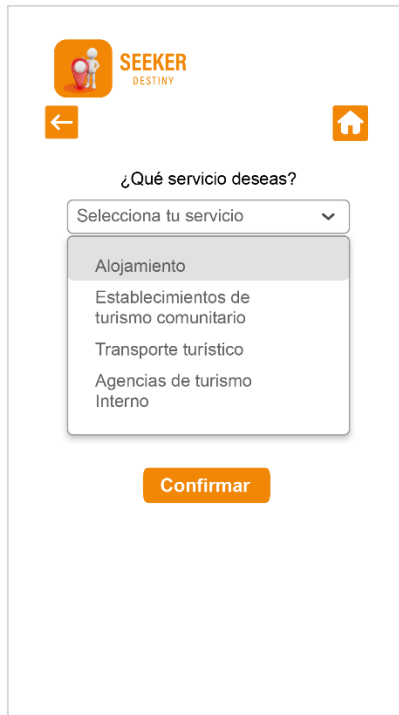 SEEKER
DESTINY
¿Qué servicio deseas?
Selecciona tu servicio
Alojamiento
Establecimientos de
turismo comunitario
Transporte turístico
Agencias de turismo
Interno
Confirmar